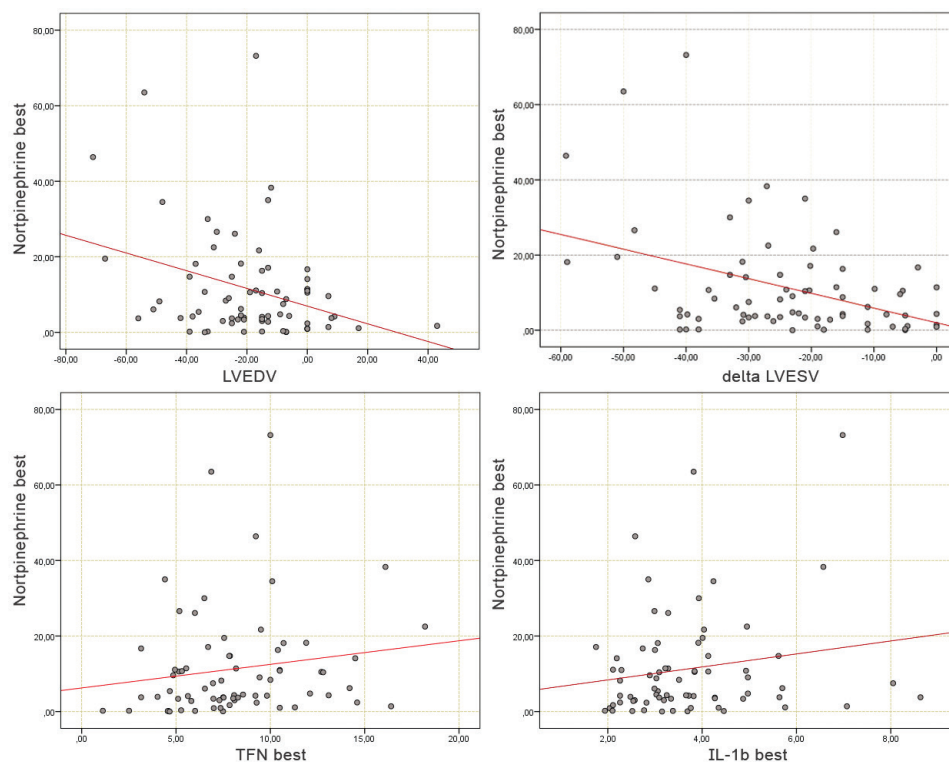 80,00
60,00
40,00
20,00
,00
Nortpinephrine best
-80,00 -60,00 -40,00 -20,00 ,00 20,00 40,00
LVEDV
80,00
60,00
40,00
20,00
,00
Nortpinephrine best
-60,00 -50,00 -40,00 -30,00 -20,00 -10,00 ,00
delta LVESV
80,00
60,00
40,00
20,00
,00
Nortpinephrine best
,00 5,00 10,00 15,00 20,00
TFN best
80,00
60,00
40,00
20,00
,00
Nortpinephrine best
2,00 4,00 6,00 8,00
IL-1b best